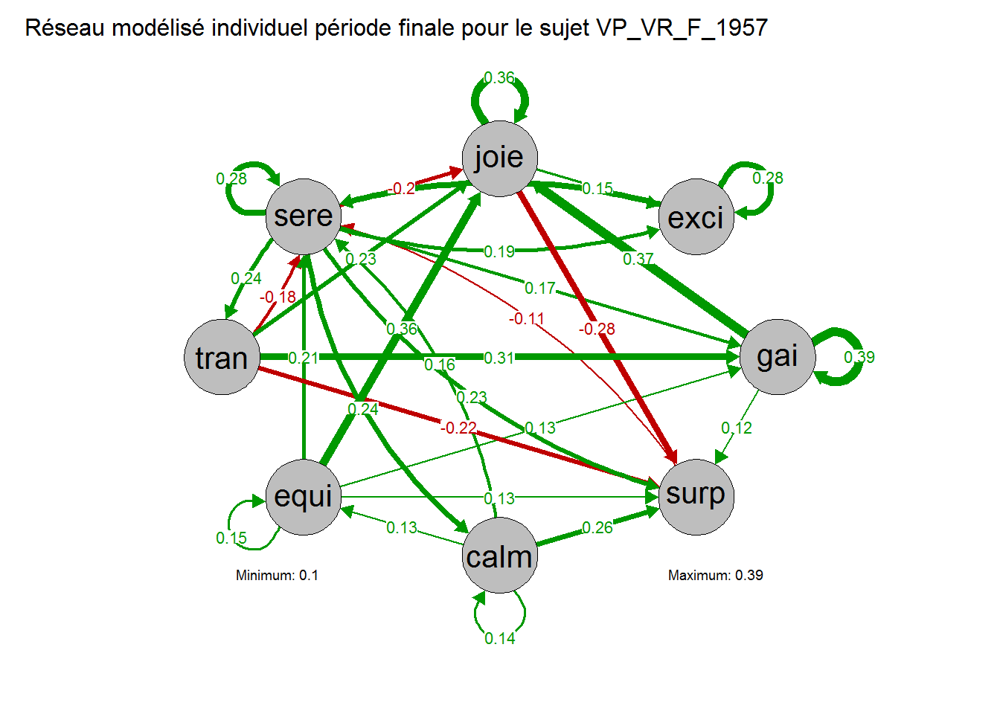 Réseau modélisé individuel période finale pour le sujet VP_VR_F_1957
0.36
joie
0.28
0.28
-0.2
0.15
sere
exci
0.19
0.23
0.37
0.24
0.17
-0.18
-0.11
0.36
-0.28
tran
0.21
0.16
0.31
gai
0.39
0.23
0.24
-0.22
0.13
0.12
equi
0.13
surp
0.15
0.13
0.26
calm
Minimum: 0.1
Maximum: 0.39
0.14